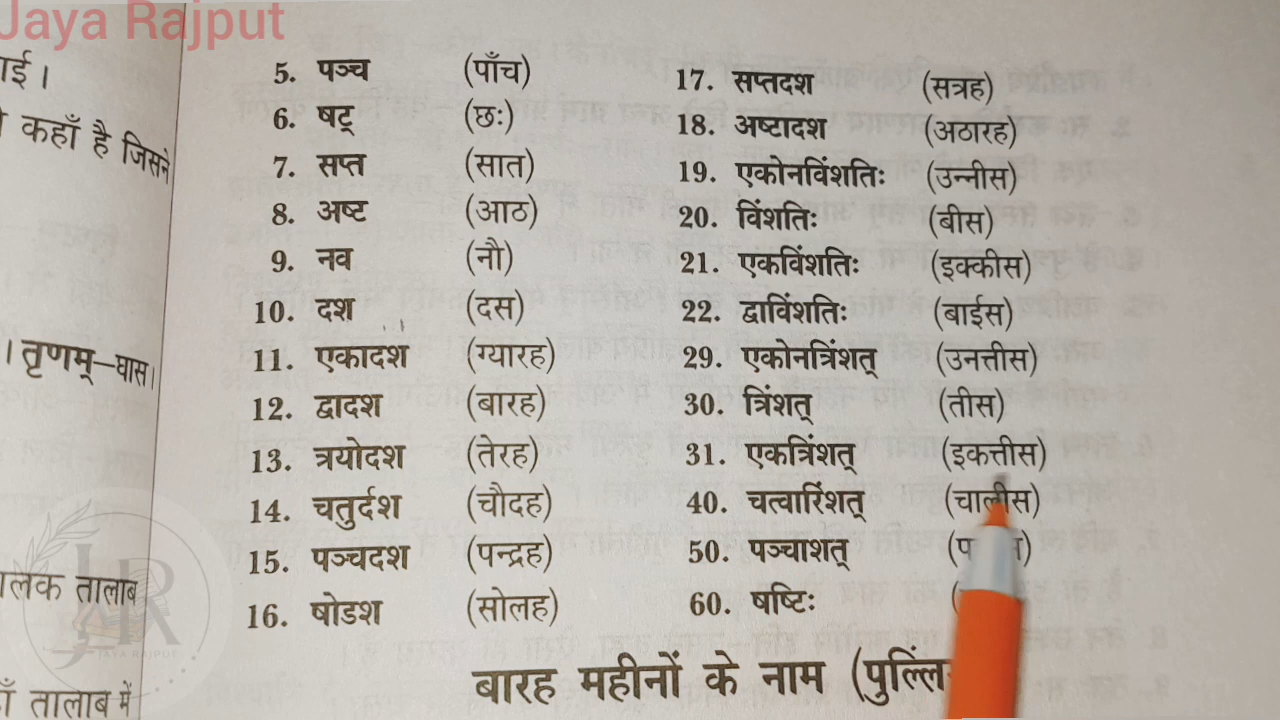 Jaya Rajput
गई।
कहाँ है जिसने
। तृणम्–घास।
तालाब
तालाब में
5. पञ्च (पाँच)
6. षट् (छः)
7. सप्त (सात)
8. अष्ट (आठ)
9. नव (नौ)
10. दश (दस)
11. एकादश (ग्यारह)
12. द्वादश (बारह)
13. त्रयोदश (तेरह)
14. चतुर्दश (चौदह)
15. पञ्चदश (पन्द्रह)
16. षोडश (सोलह)
17. सप्तदश (सत्रह)
18. अष्टादश (अठारह)
19. एकोनविंशतिः (उन्नीस)
20. विंशतिः (बीस)
21. एकविंशतिः (इक्कीस)
22. द्वाविंशतिः (बाईस)
29. एकोनत्रिंशत् (उनत्तीस)
30. त्रिंशत् (तीस)
31. एकत्रिंशत् (इकत्तीस)
40. चत्वारिंशत् (चालीस)
50. पञ्चाशत्
60. षष्टिः
बारह महीनों के नाम
JR
JAYA RAJPUT